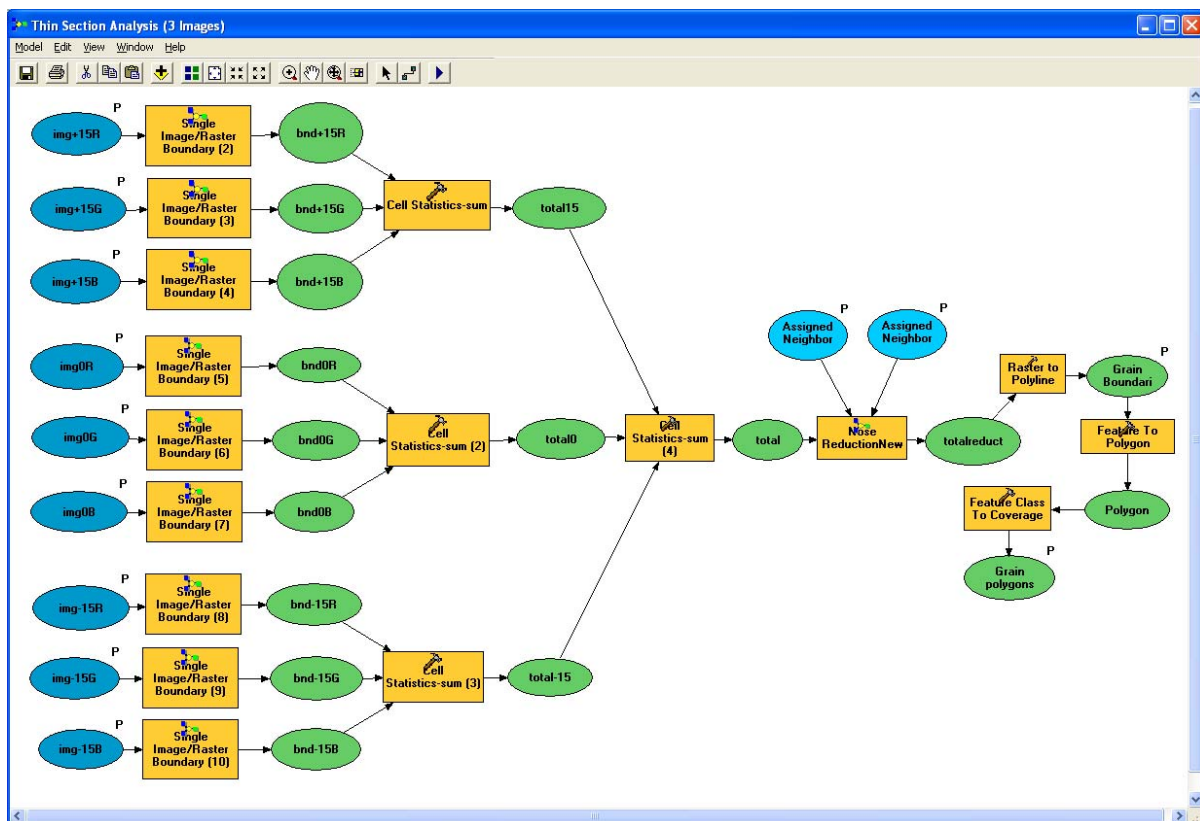 Thin Section Analysis (3 Images)
Model Edit View Window Help
P
img+15R
Single
Image/Raster
Boundary (2)
bnd+15R
P
img+15G
Single
Image/Raster
Boundary (3)
bnd+15G
Cell Statistics-sum
total15
P
img+15B
Single
Image/Raster
Boundary (4)
bnd+15B
P
img0R
Single
Image/Raster
Boundary (5)
bnd0R
P
img0G
Single
Image/Raster
Boundary (6)
bnd0G
Cell
Statistics-sum (2)
total0
P
img0B
Single
Image/Raster
Boundary (7)
bnd0B
P
img-15R
Single
Image/Raster
Boundary (8)
bnd-15R
P
img-15G
Single
Image/Raster
Boundary (9)
bnd-15G
Cell
Statistics-sum (3)
total-15
P
img-15B
Single
Image/Raster
Boundary (10)
bnd-15B
Cell
Statistics-sum
(4)
total
P
Assigned
Neighbor
P
Assigned
Neighbor
Nose
ReductionNew
totalreduct
Raster to
Polyline
P
Grain
Boundari
Feature To
Polygon
Polygon
Feature Class
To Coverage
P
Grain
polygons